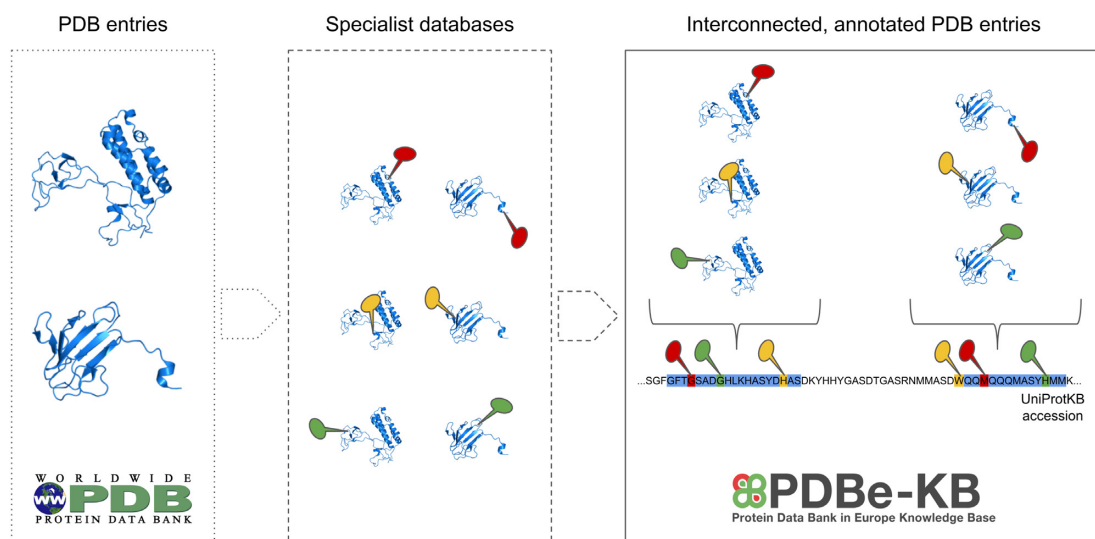 PDB entries
Specialist databases
Interconnected, annotated PDB entries
...SGFGFTGSADGHLKHASYDHASDKYHHYGASDTGASRNMMASDWQQMQQQMASYHMMK...
UniProtKB
accession
WORLDWIDE
WW PDB
PROTEIN DATA BANK
PDBe-KB
Protein Data Bank in Europe Knowledge Base